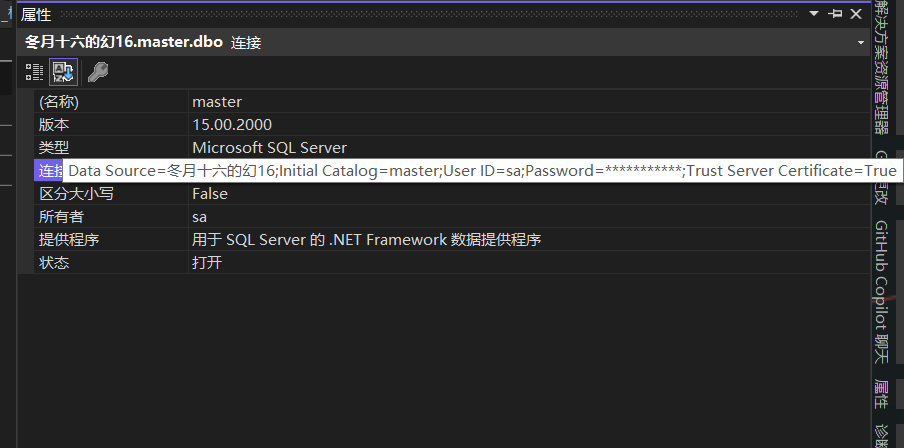 属性
冬月十六的幻16.master.dbo 连接
(名称) master
版本 15.00.2000
类型 Microsoft SQL Server
连接
Data Source=冬月十六的幻16;Initial Catalog=master;User ID=sa;Password=***********;Trust Server Certificate=True
区分大小写 False
所有者 sa
提供程序 用于 SQL Server 的 .NET Framework 数据提供程序
状态 打开
解决方案资源管理器
更改
GitHub Copilot 聊天
属性